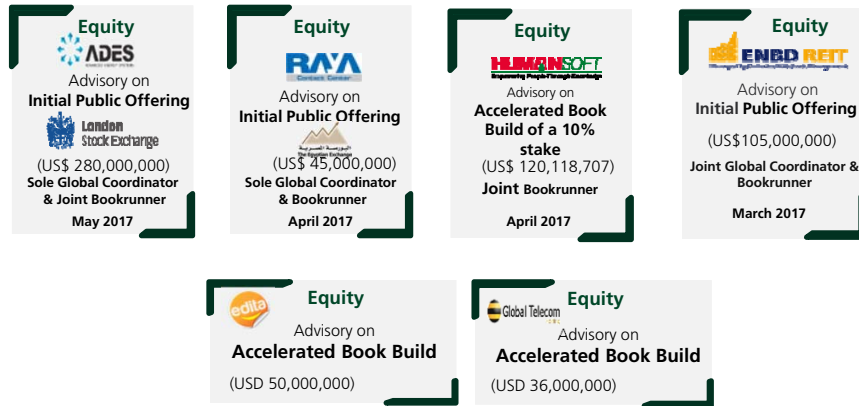 Equity
ADES
Advisory on
Initial Public Offering
London
Stock Exchange
(US$ 280,000,000)
Sole Global Coordinator
& Joint Bookrunner
May 2017
Equity
RAYA
Contact Center
Advisory on
Initial Public Offering
البورصة المصرية
The Egyptian Exchange
(US$ 45,000,000)
Sole Global Coordinator
& Bookrunner
April 2017
Equity
HUMANSOFT
Empowering People Through Knowledge
Advisory on
Accelerated Book
Build of a 10%
stake
(US$ 120,118,707)
Joint Bookrunner
April 2017
Equity
ENBD REIT
Advisory on
Initial Public Offering
(US$105,000,000)
Joint Global Coordinator &
Bookrunner
March 2017
Equity
edita
Advisory on
Accelerated Book Build
(USD 50,000,000)
Equity
Global Telecom
Advisory on
Accelerated Book Build
(USD 36,000,000)